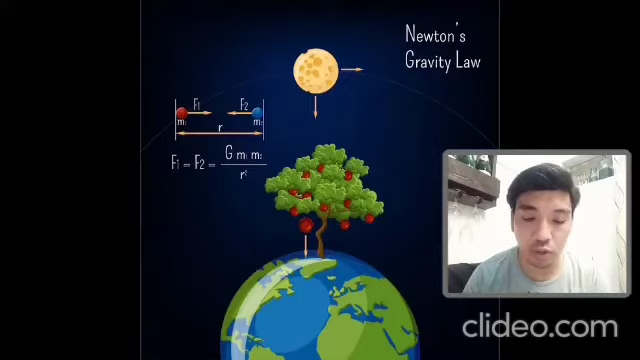 Newton's
Gravity Law
F1 F2
m1 m2
r
F1 = F2 = G m1 m2
r²
clideo.com